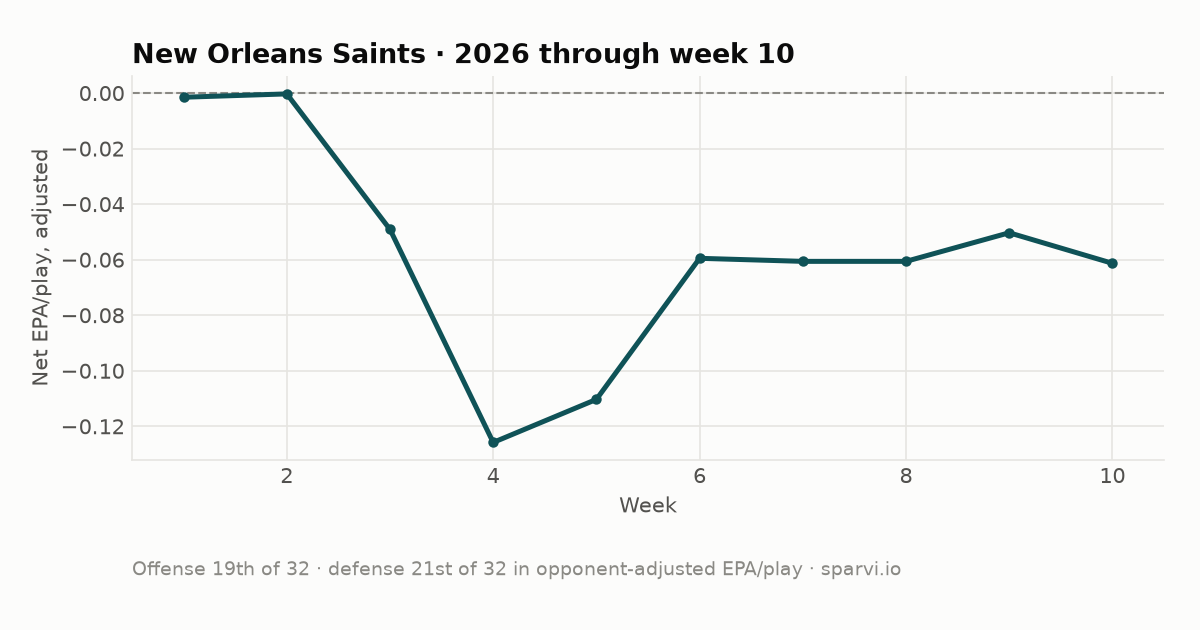 New Orleans Saints · 2026 through week 10
0.00
−0.02
−0.04
−0.06
−0.08
−0.10
−0.12
Net EPA/play, adjusted
2 4 6 8 10
Week
Offense 19th of 32 · defense 21st of 32 in opponent-adjusted EPA/play · sparvi.io